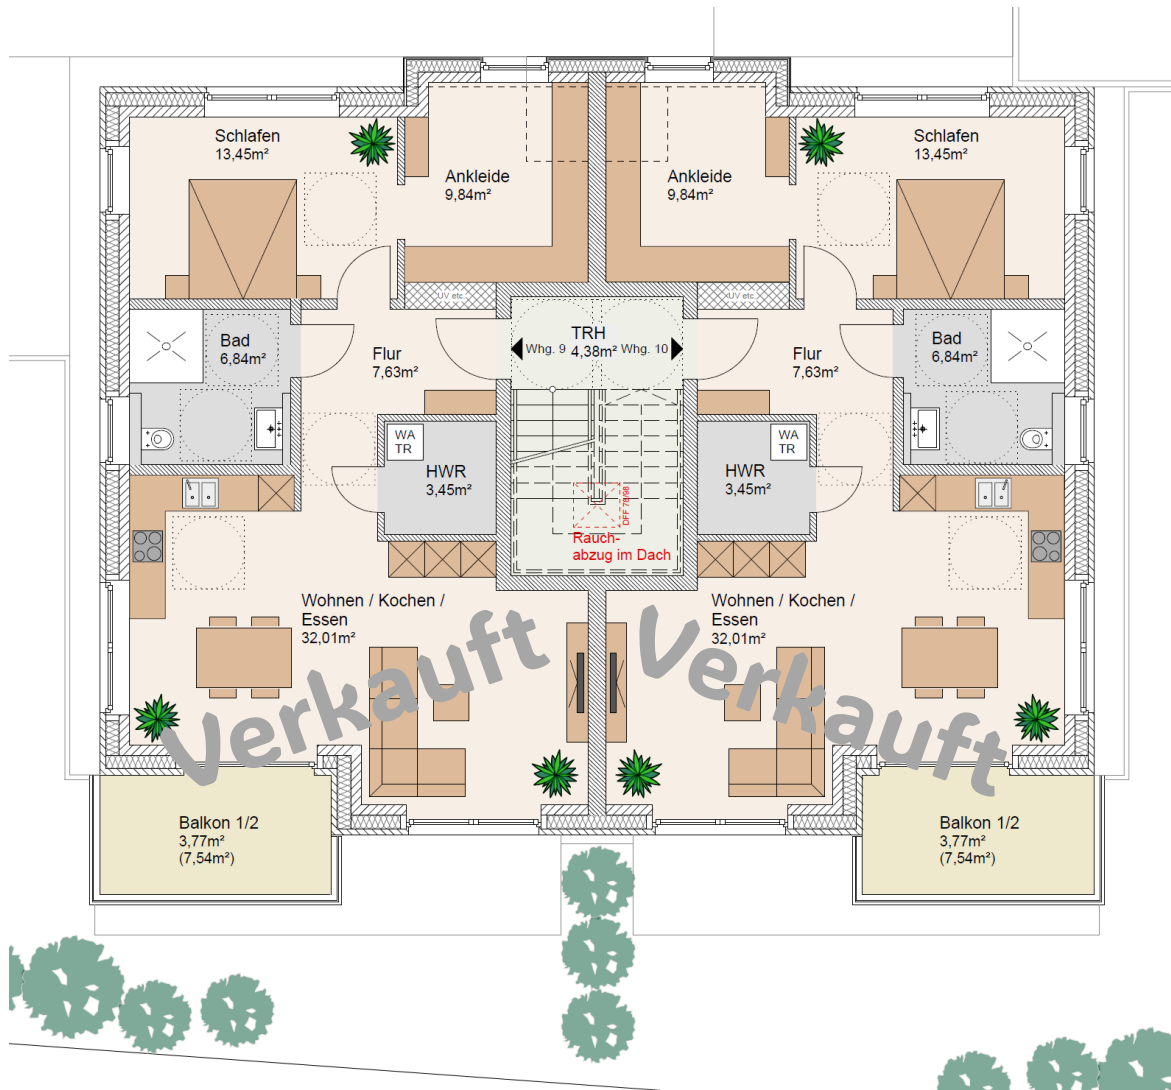 Schlafen
13,45m²
Ankleide
9,84m²
Ankleide
9,84m²
Schlafen
13,45m²
UV etc.
UV etc.
Bad
6,84m²
Flur
7,63m²
TRH
Whg. 9 4,38m² Whg. 10
Flur
7,63m²
Bad
6,84m²
WA
TR
HWR
3,45m²
WA
TR
HWR
3,45m²
DFF 78/98
Rauch-
abzug im Dach
Wohnen / Kochen /
Essen
32,01m²
Wohnen / Kochen /
Essen
32,01m²
Verkauft
Verkauft
Balkon 1/2
3,77m²
(7,54m²)
Balkon 1/2
3,77m²
(7,54m²)